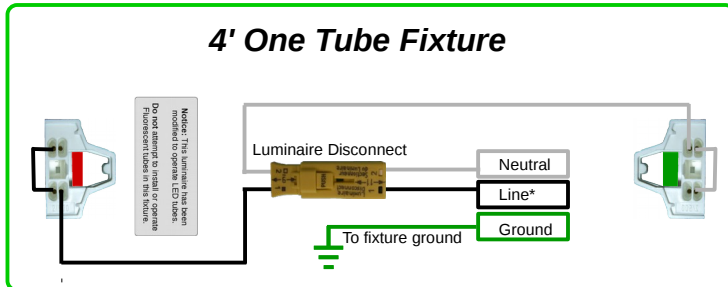 4' One Tube Fixture
Notice: This luminaire has been
modified to operate LED tubes.
Do not attempt to install or operate
Fluorescent tubes in this fixture.
Luminaire Disconnect
Neutral
Line*
Ground
To fixture ground